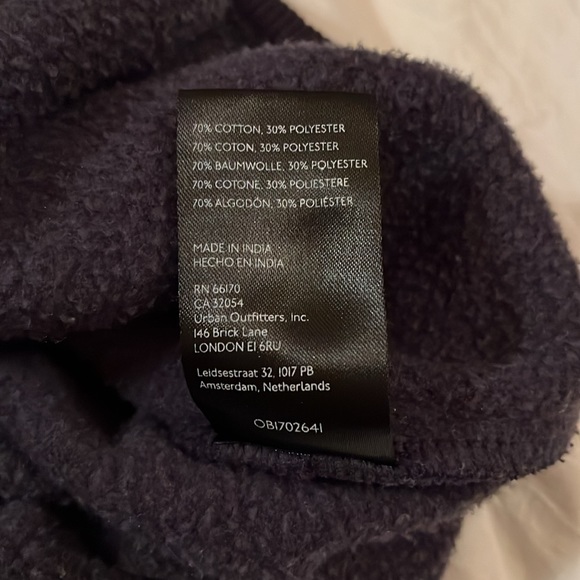 70% COTTON, 30% POLYESTER
70% COTON, 30% POLYESTER
70% BAUMWOLLE, 30% POLYESTER
70% COTONE, 30% POLIESTERE
70% ALGODÓN, 30% POLIÉSTER
MADE IN INDIA
HECHO EN INDIA
RN 66170
CA 32054
Urban Outfitters, Inc.
146 Brick Lane
LONDON E1 6RU
Leidsestraat 32, 1017 PB
Amsterdam, Netherlands
OB1702641